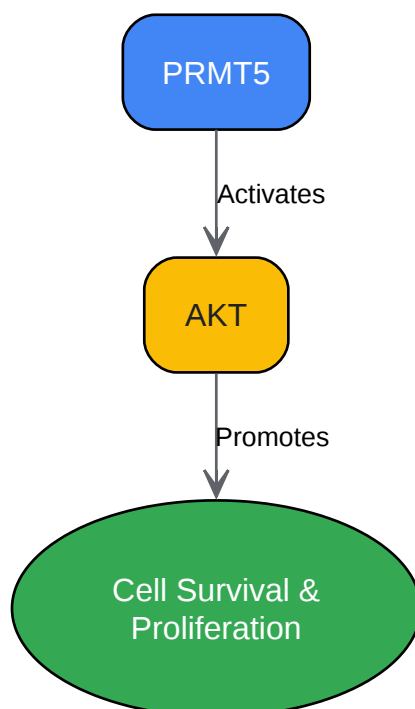 PRMT5
Activates
AKT
Promotes
Cell Survival &
Proliferation